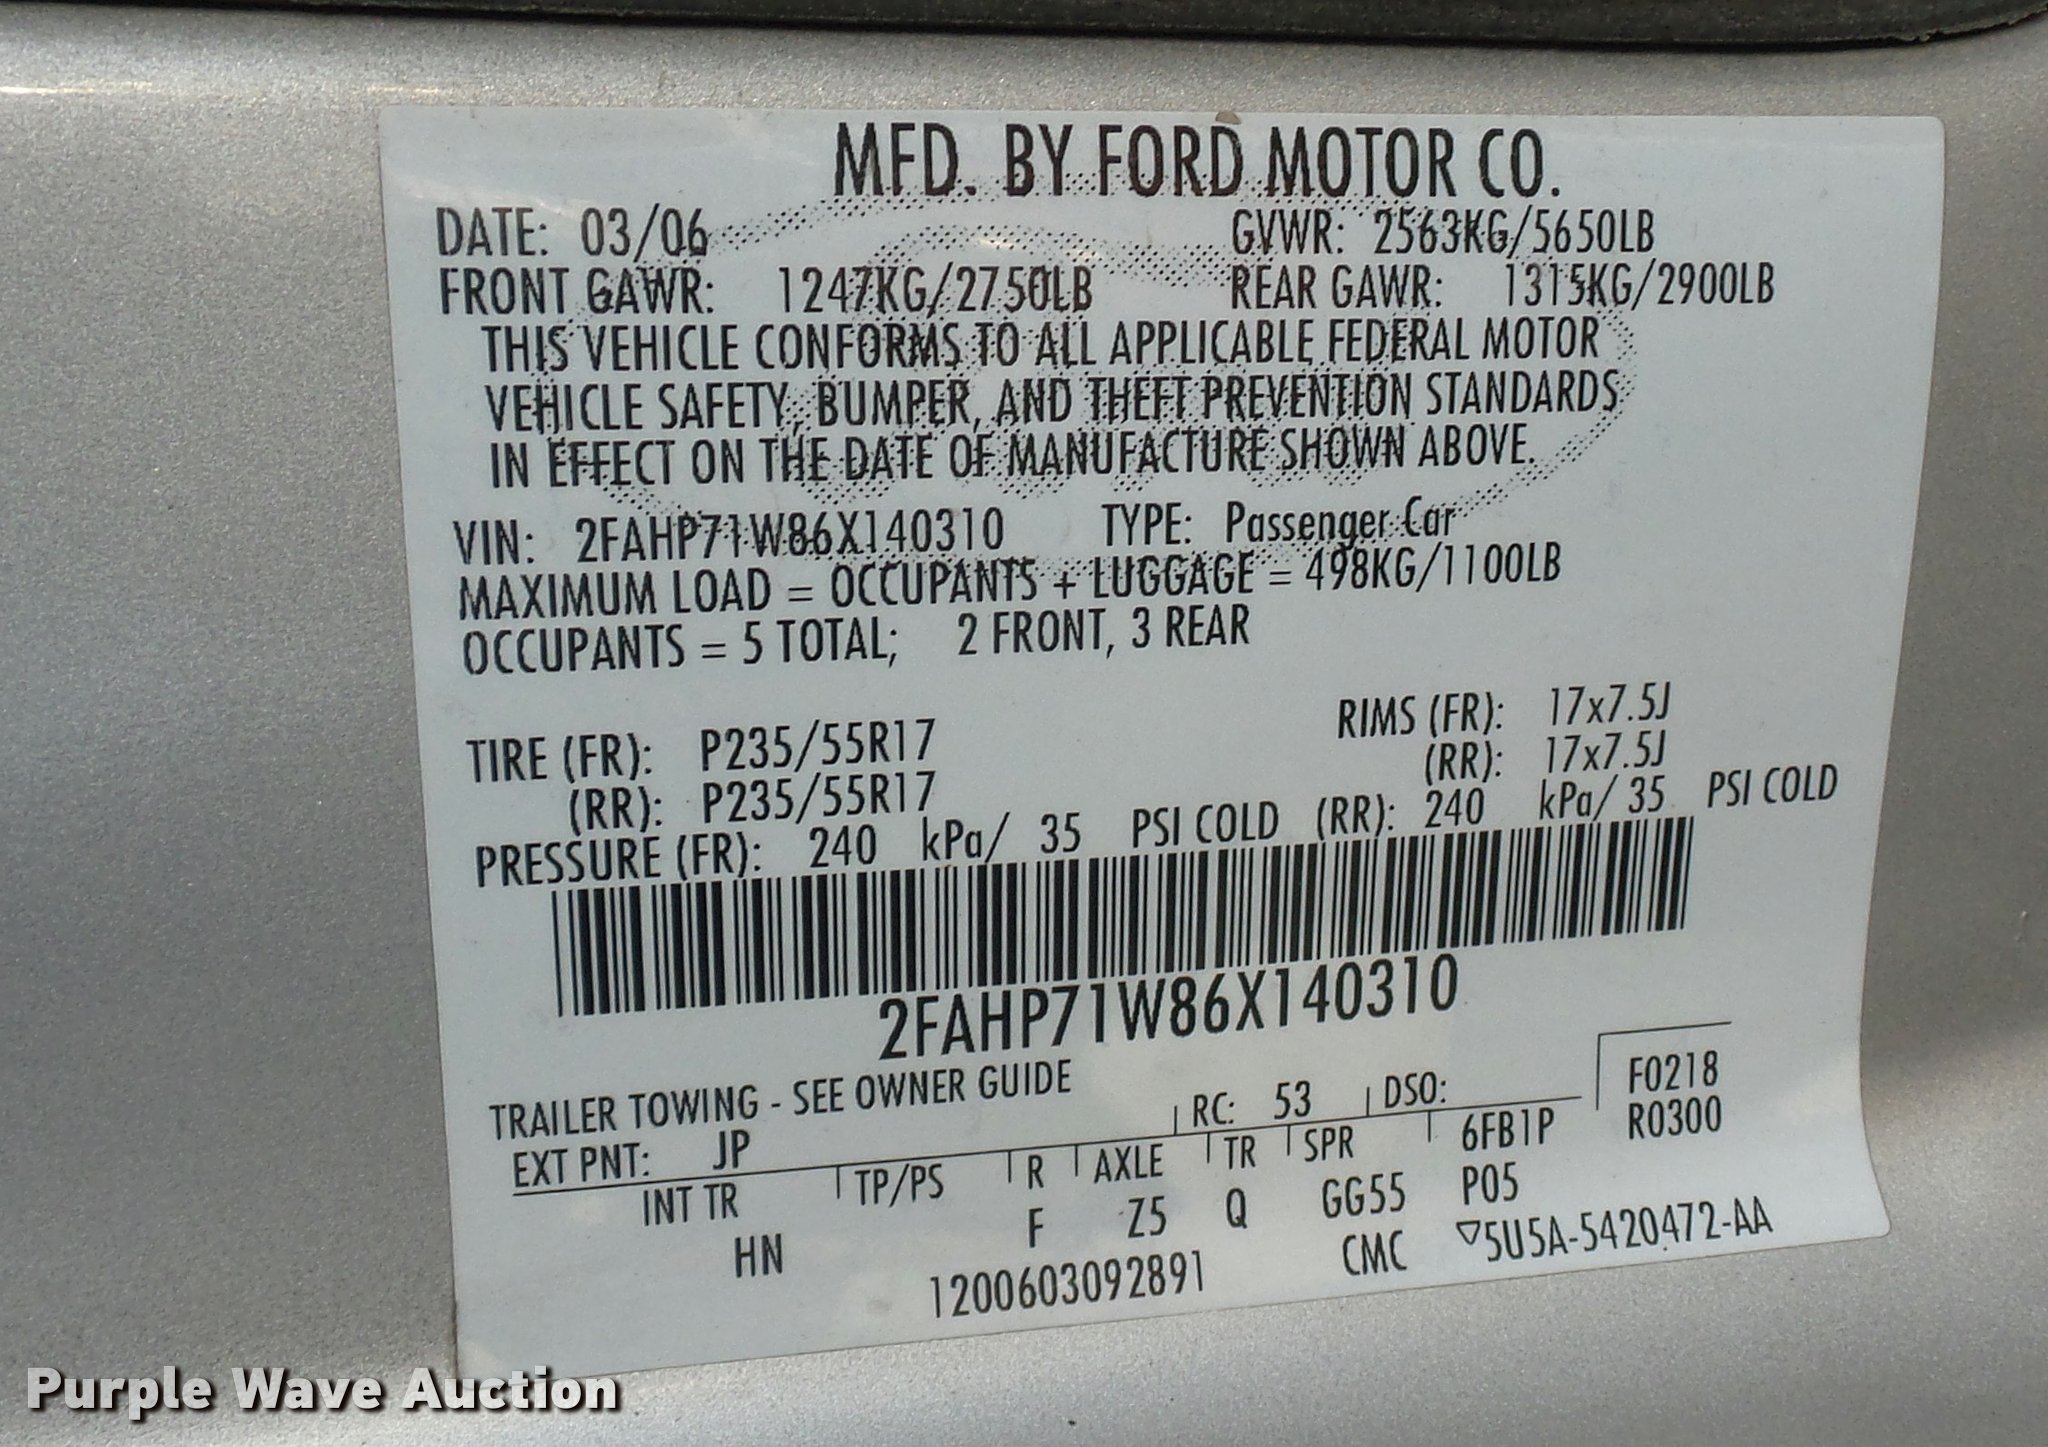 MFD. BY FORD MOTOR CO.
DATE: 03/06 GVWR: 2563KG/5650LB
FRONT GAWR: 1247KG/2750LB REAR GAWR: 1315KG/2900LB
THIS VEHICLE CONFORMS TO ALL APPLICABLE FEDERAL MOTOR
VEHICLE SAFETY, BUMPER, AND THEFT PREVENTION STANDARDS
IN EFFECT ON THE DATE OF MANUFACTURE SHOWN ABOVE.
VIN: 2FAHP71W86X140310 TYPE: Passenger Car
MAXIMUM LOAD = OCCUPANTS + LUGGAGE = 498KG/1100LB
OCCUPANTS = 5 TOTAL; 2 FRONT, 3 REAR
TIRE (FR): P235/55R17 RIMS (FR): 17x7.5J
(RR): P235/55R17 (RR): 17x7.5J
PRESSURE (FR): 240 kPa/ 35 PSI COLD (RR): 240 kPa/ 35 PSI COLD
2FAHP71W86X140310
TRAILER TOWING - SEE OWNER GUIDE
EXT PNT: JP RC: 53 DSO: F0218
INT TR TP/PS R AXLE TR SPR 6FB1P R0300
HN F Z5 Q GG55 P05
1200603092891 CMC ▽5U5A-5420472-AA
Purple Wave Auction